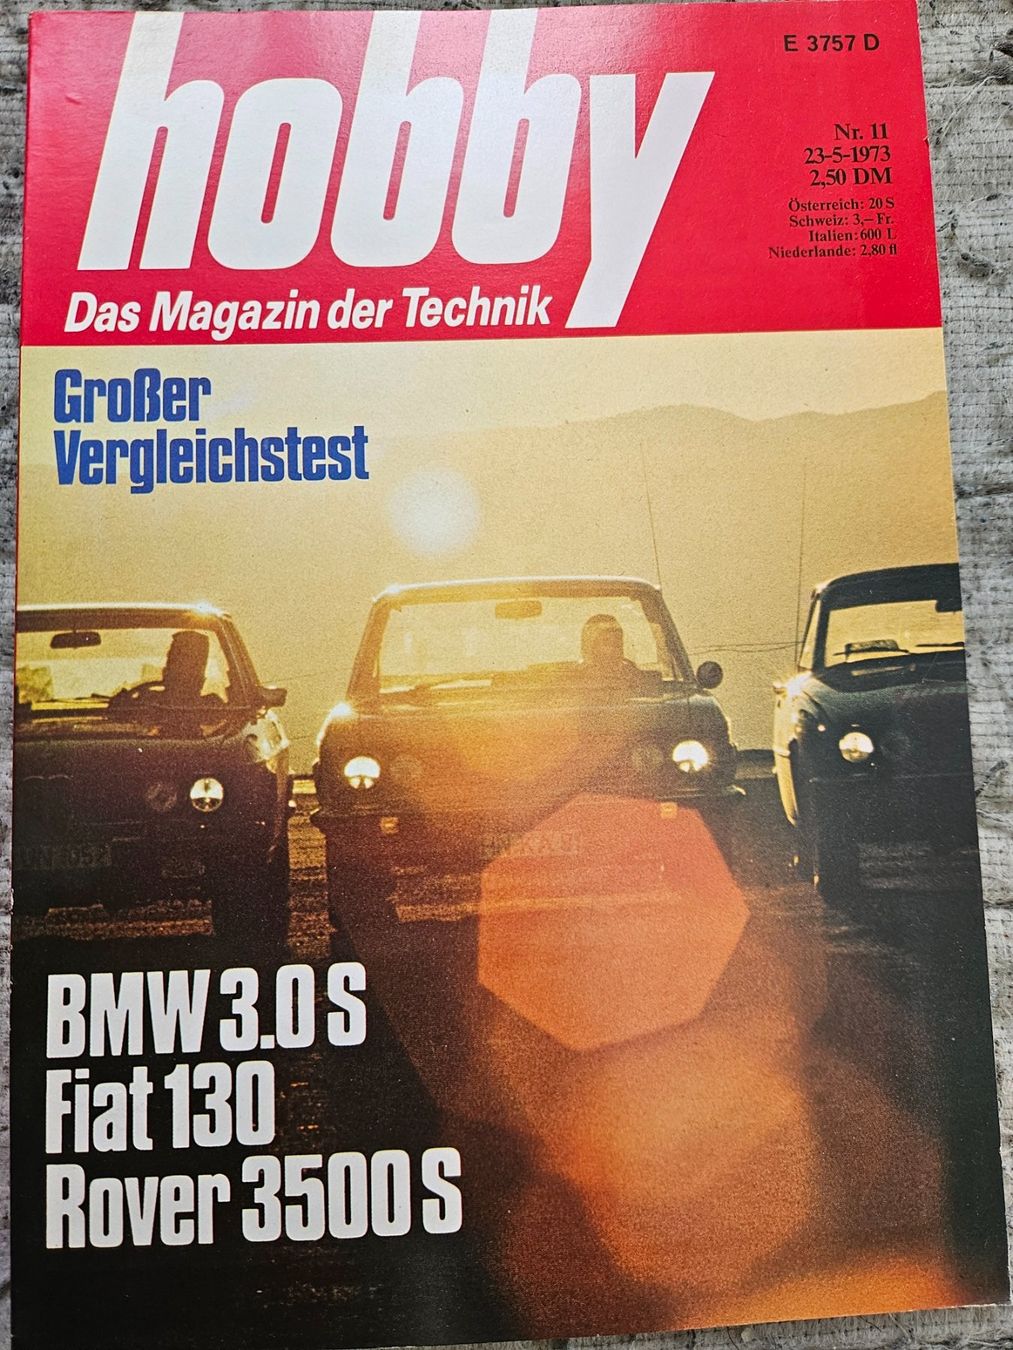 hobby
Das Magazin der Technik
E 3757 D
Nr. 11
23-5-1973
2,50 DM
Österreich: 20 S
Schweiz: 3,– Fr.
Italien: 600 L
Niederlande: 2,80 fl
Großer
Vergleichstest
BMW 3.0 S
Fiat 130
Rover 3500 S